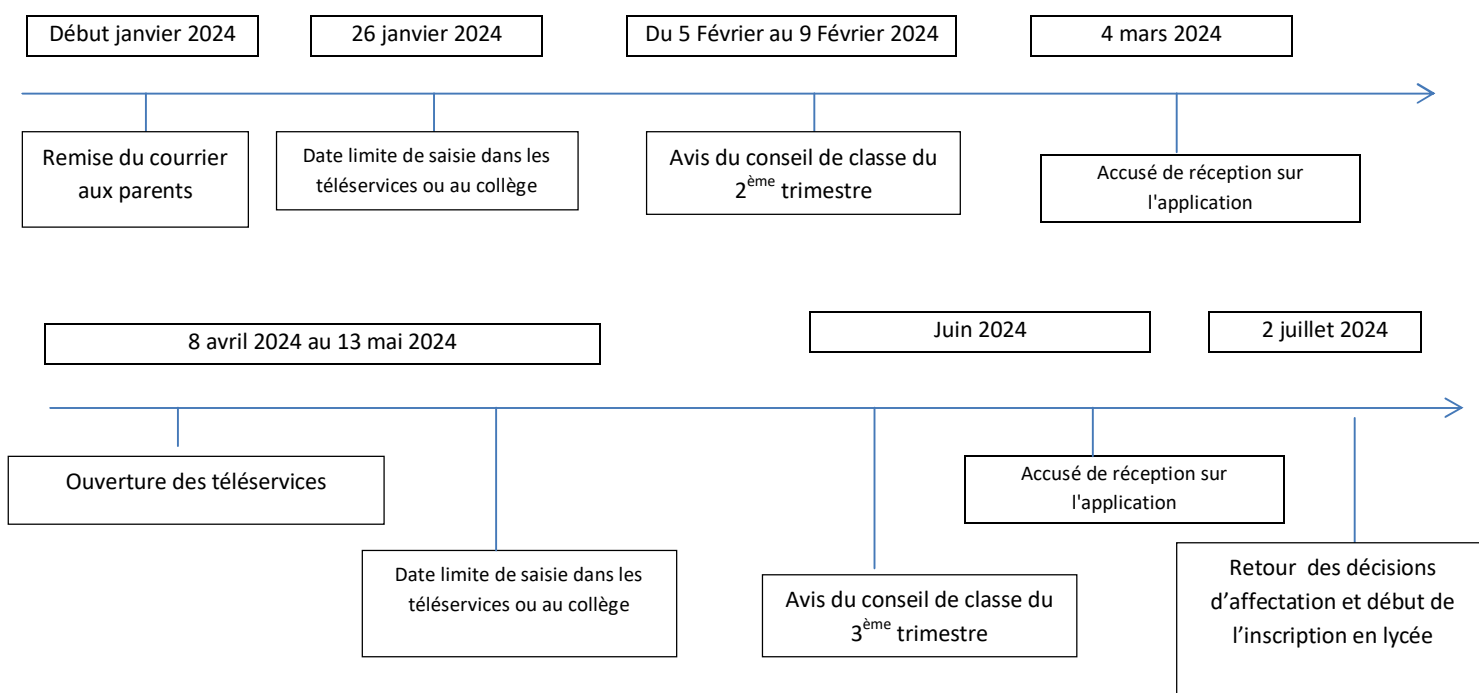 Début janvier 2024
26 janvier 2024
Du 5 Février au 9 Février 2024
4 mars 2024
Remise du courrier
aux parents
Date limite de saisie dans les
téléservices ou au collège
Avis du conseil de classe du
2ème trimestre
Accusé de réception sur
l'application
8 avril 2024 au 13 mai 2024
Juin 2024
2 juillet 2024
Ouverture des téléservices
Date limite de saisie dans les
téléservices ou au collège
Avis du conseil de classe du
3ème trimestre
Accusé de réception sur
l'application
Retour des décisions
d’affectation et début de
l’inscription en lycée